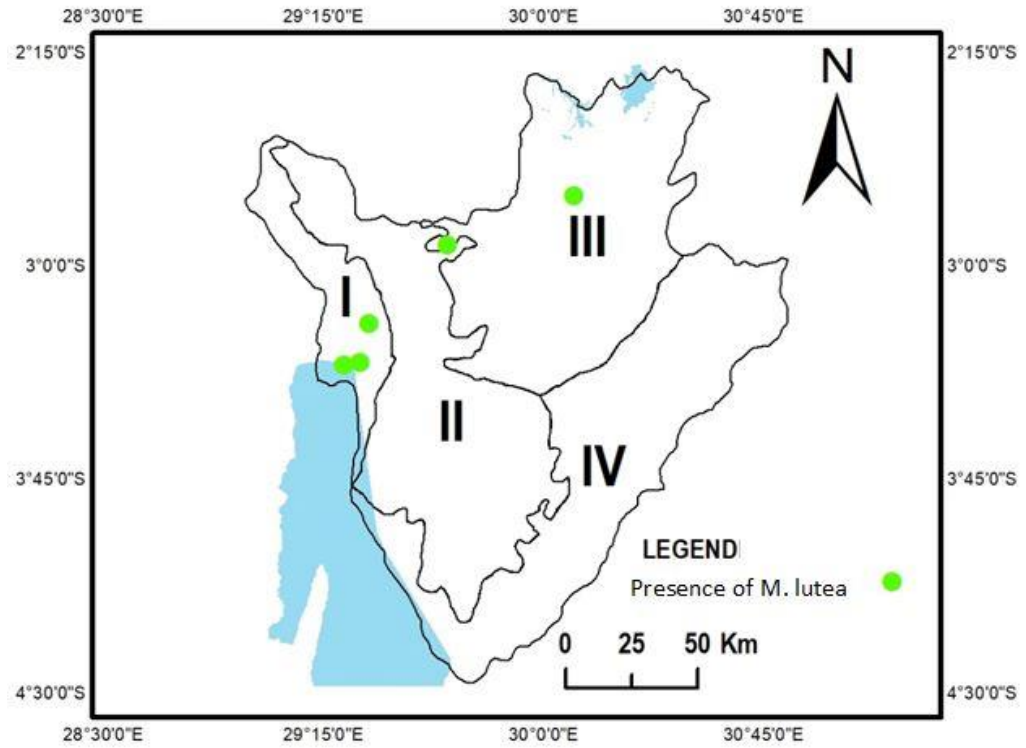 28°30'0"E 29°15'0"E 30°00'0"E 30°45'0"E
2°15'0"S 2°15'0"S
N
III
3°0'0"S 3°0'0"S
I
II
IV
3°45'0"S 3°45'0"S
LEGEND
Presence of M. lutea
0 25 50 Km
4°30'0"S 4°30'0"S
28°30'0"E 29°15'0"E 30°00'0"E 30°45'0"E